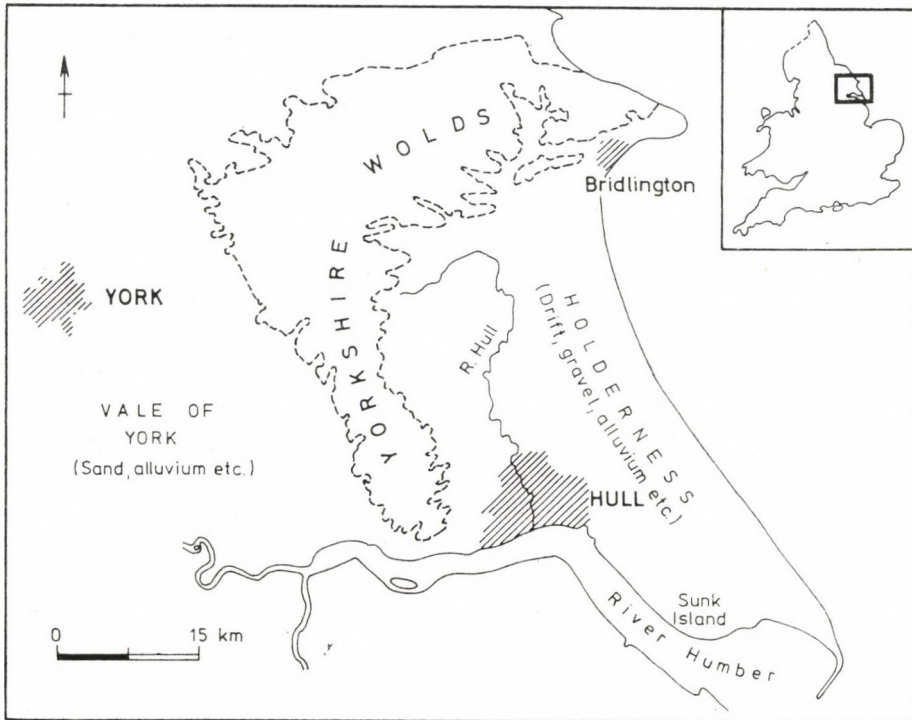 WOLDS
YORKSHIRE
Bridlington
YORK
R. Hull
HOLDERNESS
(Drift, gravel, alluvium etc.)
VALE OF
YORK
(Sand, alluvium etc.)
HULL
Sunk
Island
River Humber
0 15 km